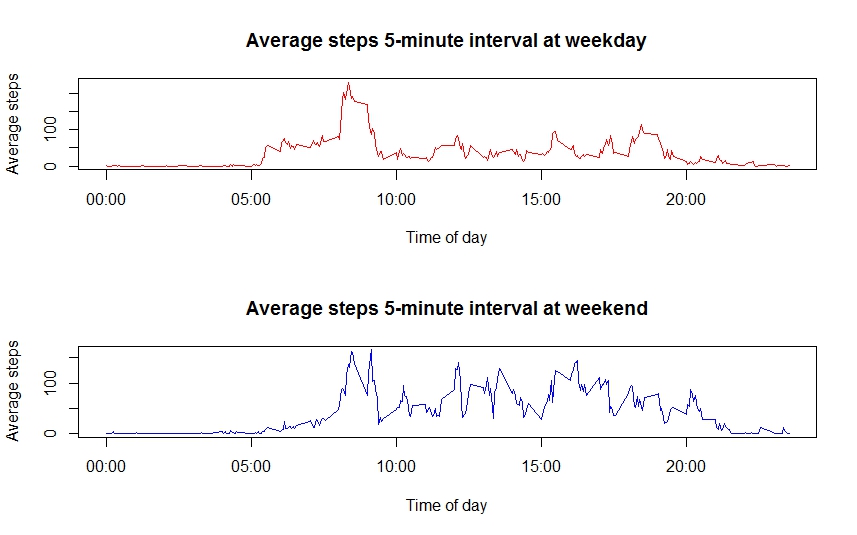 Average steps 5-minute interval at weekday
Average steps
100
0
00:00 05:00 10:00 15:00 20:00
Time of day
Average steps 5-minute interval at weekend
Average steps
100
0
00:00 05:00 10:00 15:00 20:00
Time of day